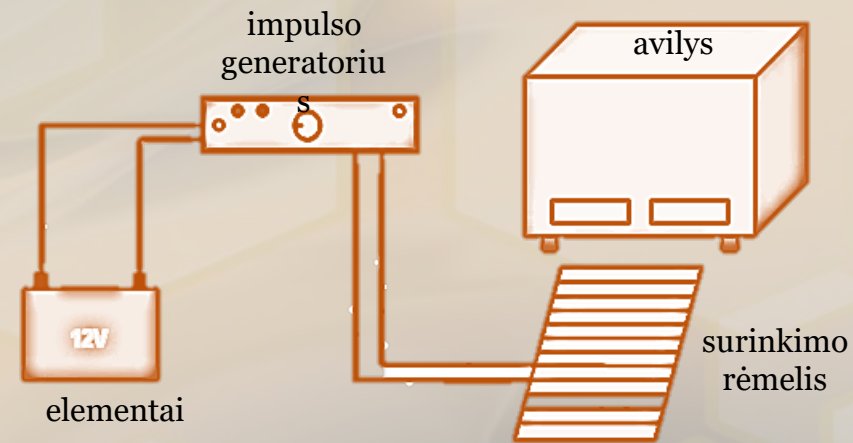 impulso
generatoriu
s
avilys
12V
elementai
surinkimo
rėmelis